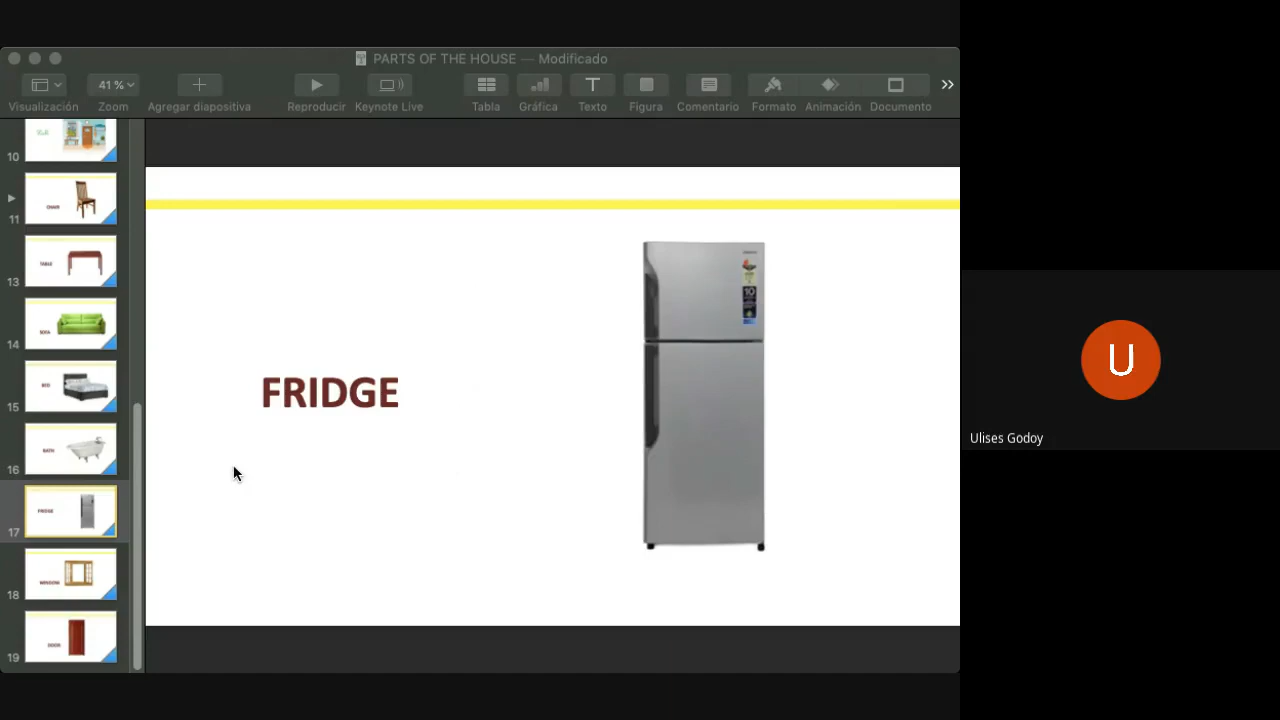 PARTS OF THE HOUSE — Modificado
41 %
Visualización Zoom Agregar diapositiva Reproducir Keynote Live Tabla Gráfica Texto Figura Comentario Formato Animación Documento
10
CHAIR
11
TABLE
13
SOFA
14
BED
15
BATH
16
FRIDGE
17
WINDOW
18
DOOR
19
FRIDGE
10
U
Ulises Godoy